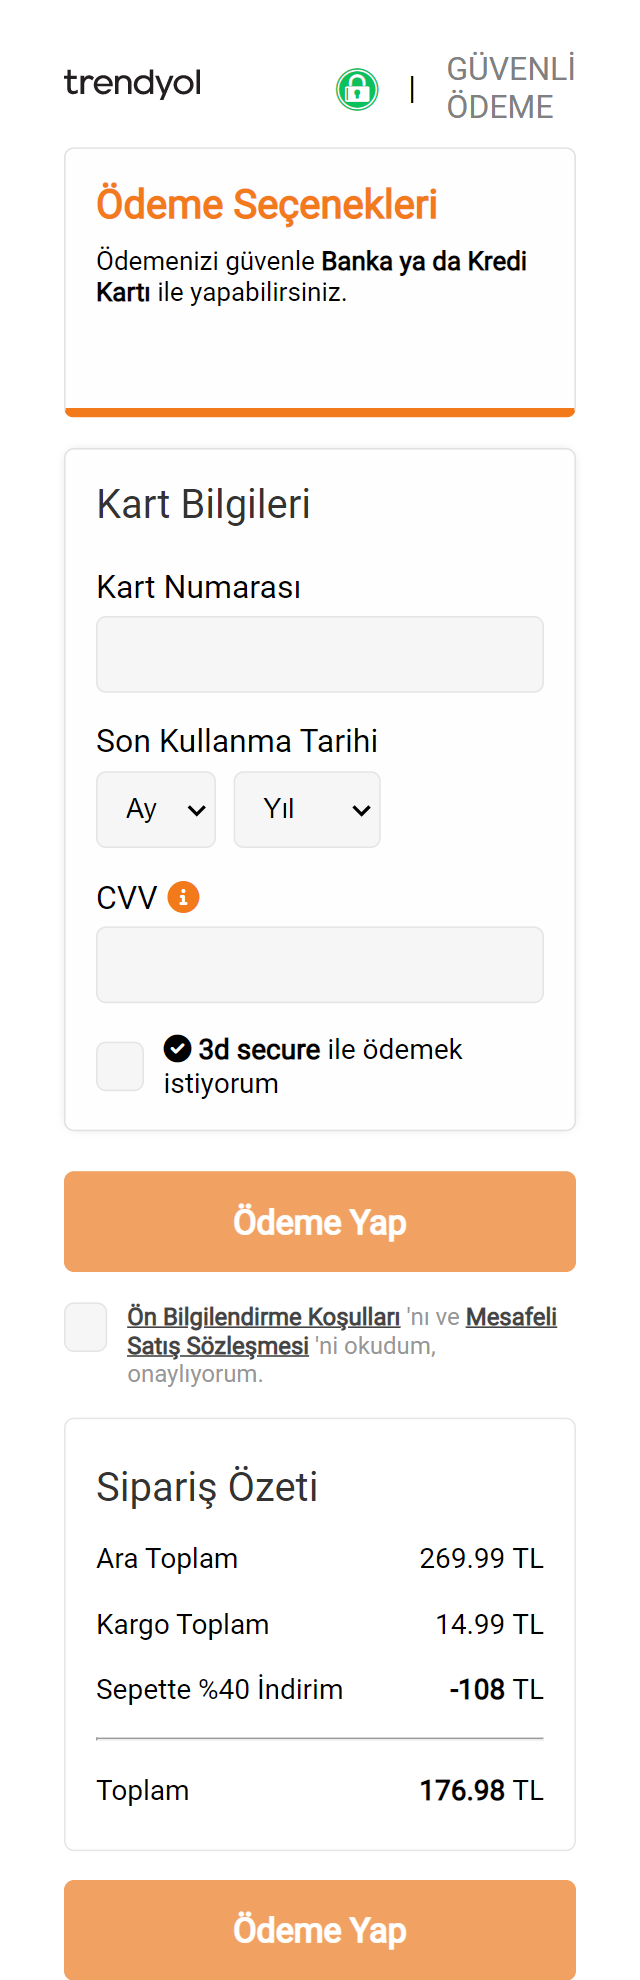 trendyol
|
GÜVENLİ
ÖDEME
Ödeme Seçenekleri
Ödemenizi güvenle Banka ya da Kredi
Kartı ile yapabilirsiniz.
Kart Bilgileri
Kart Numarası
Son Kullanma Tarihi
Ay Yıl
CVV
3d secure ile ödemek
istiyorum
Ödeme Yap
Ön Bilgilendirme Koşulları 'nı ve Mesafeli
Satış Sözleşmesi 'ni okudum,
onaylıyorum.
Sipariş Özeti
Ara Toplam 269.99 TL
Kargo Toplam 14.99 TL
Sepette %40 İndirim -108 TL
Toplam 176.98 TL
Ödeme Yap